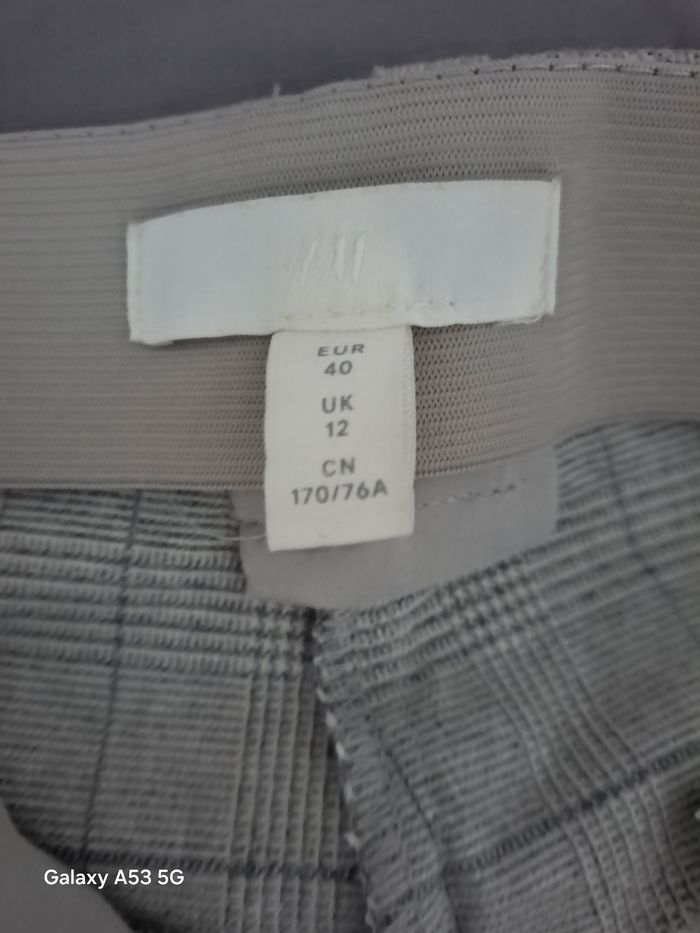 H&M
EUR
40
UK
12
CN
170/76A
Galaxy A53 5G